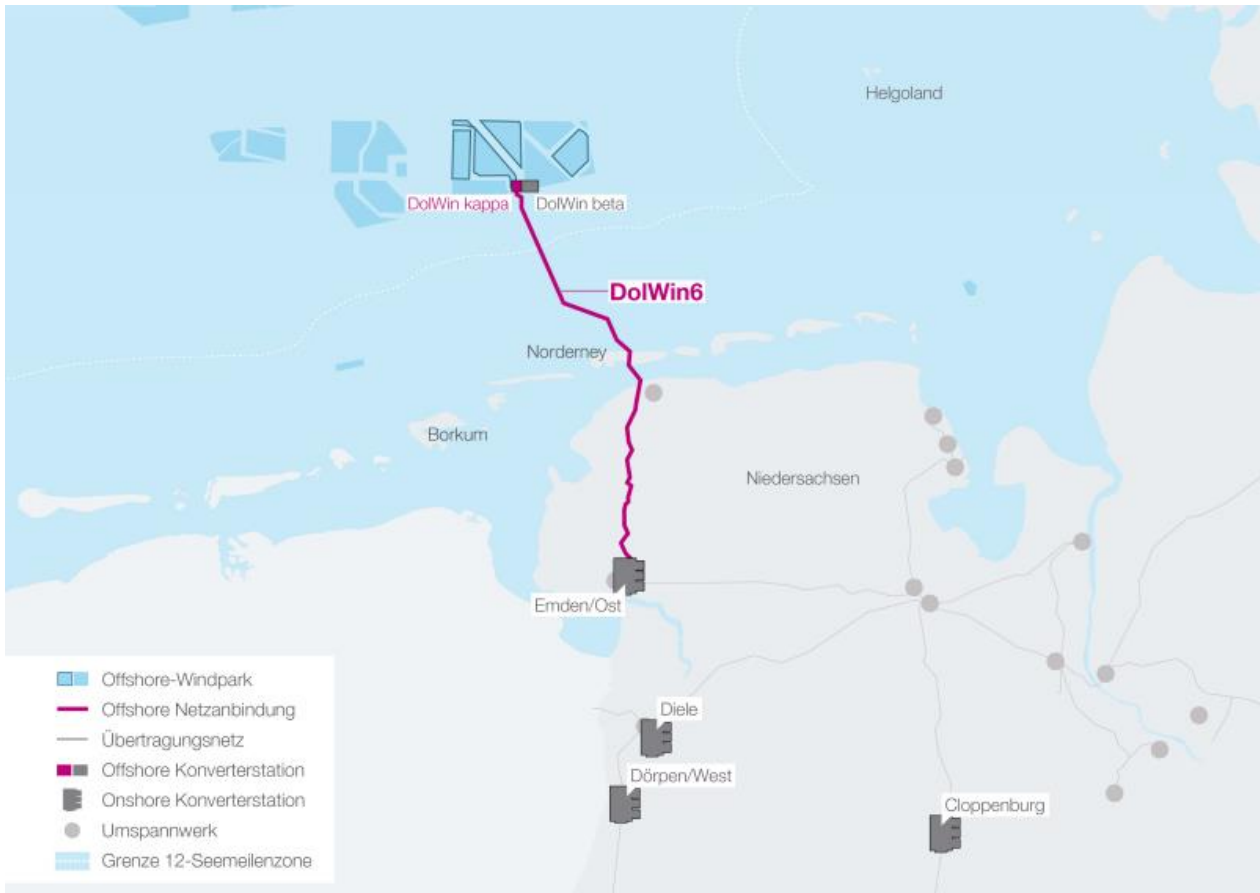 Helgoland
DolWin kappa
DolWin beta
DolWin6
Norderney
Borkum
Niedersachsen
Emden/Ost
Diele
Dörpen/West
Cloppenburg
Offshore-Windpark
Offshore Netzanbindung
Übertragungsnetz
Offshore Konverterstation
Onshore Konverterstation
Umspannwerk
Grenze 12-Seemeilenzone